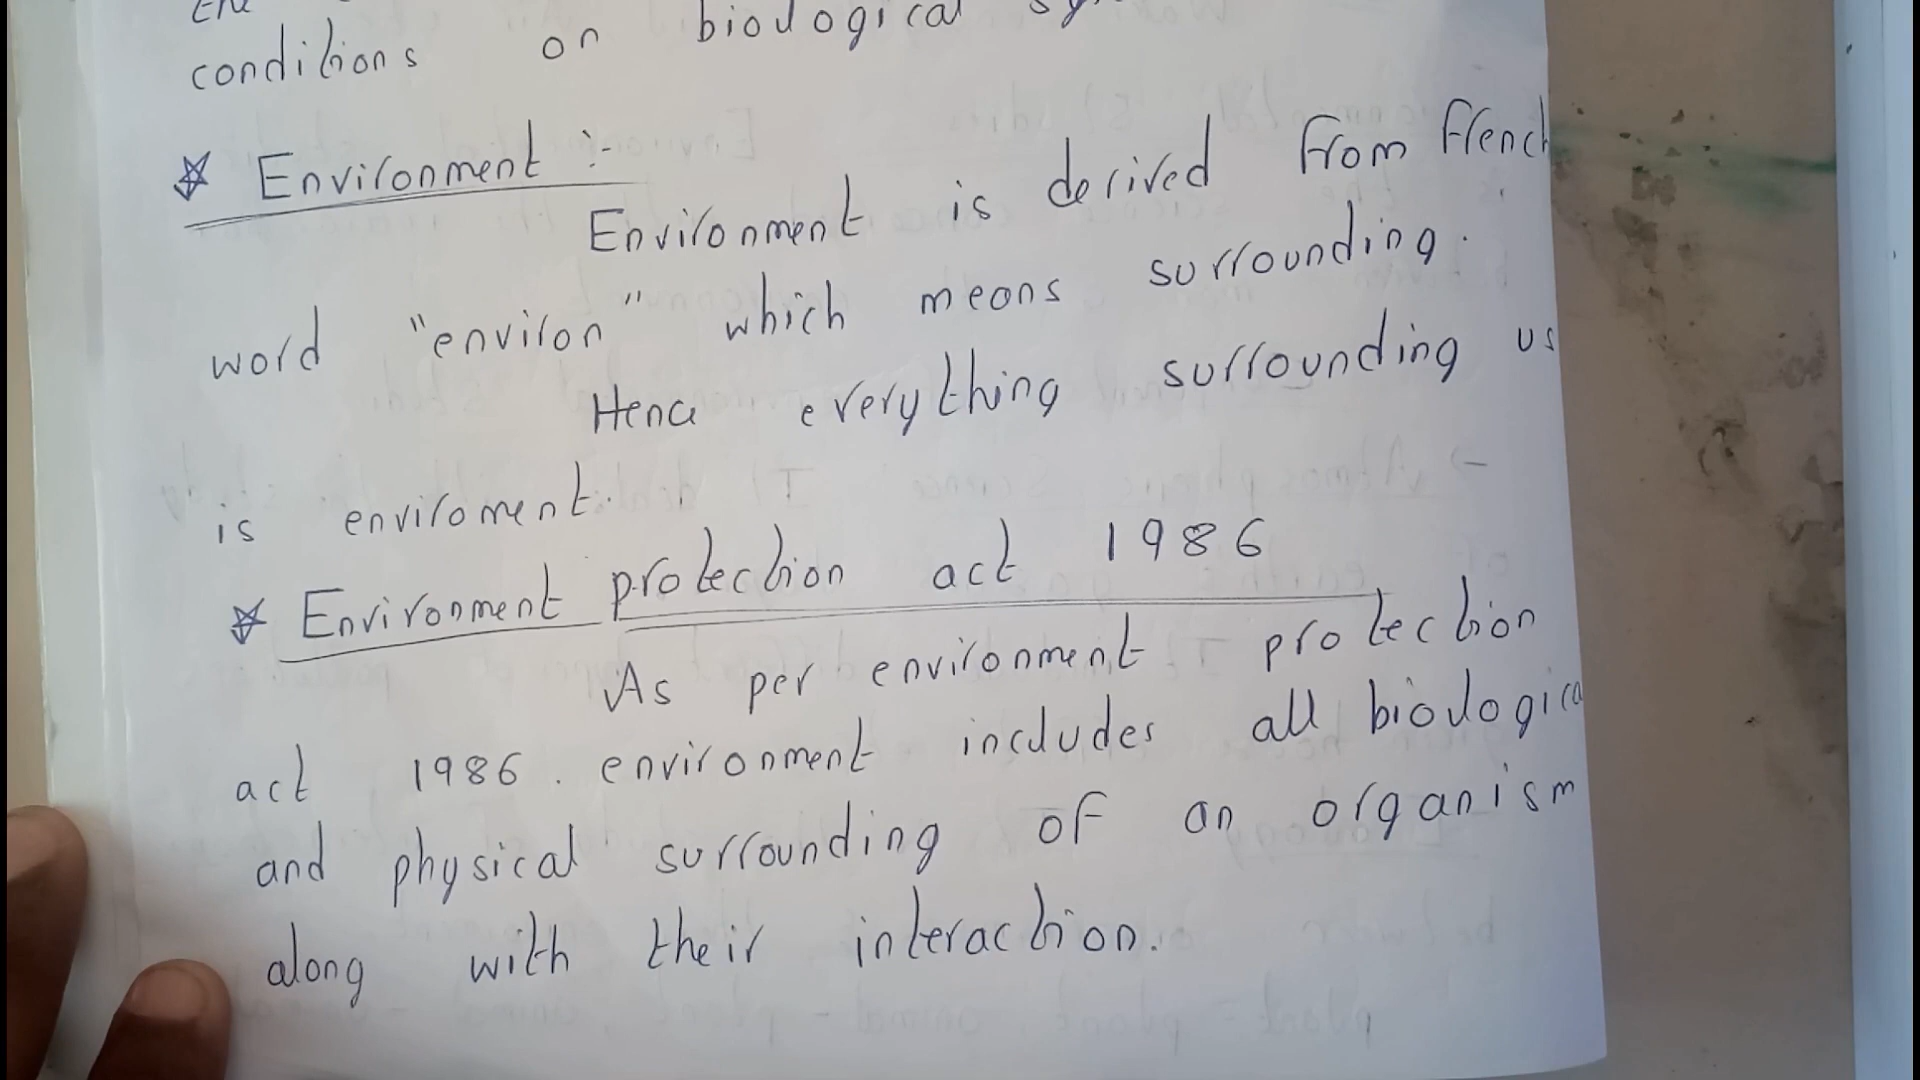 the
conditions on biological
☆ Environment :-
Environment is derived from french
word "environ" which means surrounding.
Hence everything surrounding us
is enviroment.
☆ Environment protection act 1986
As per environment protection
act 1986. environment includes all biologica
and physical surrounding of an organism
along with their interaction.